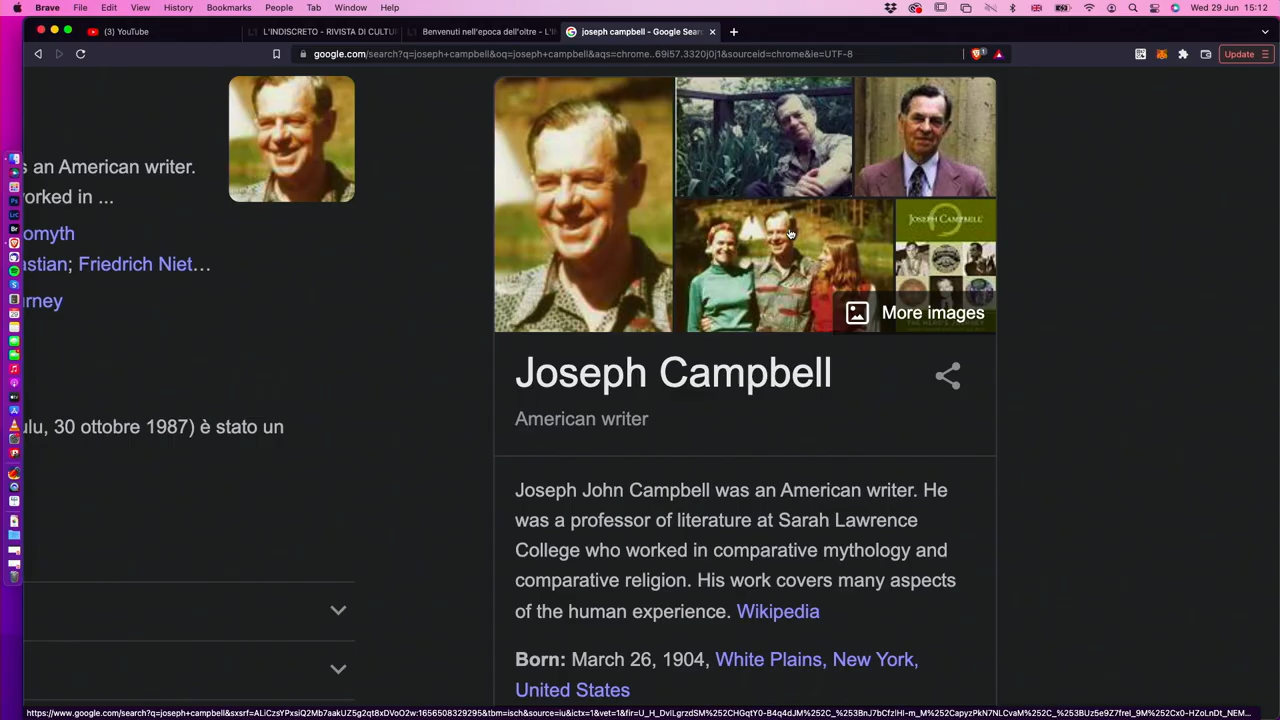 Brave File Edit View History Bookmarks People Tab Window Help Wed 29 Jun 15:12
(3) YouTube
L'INDISCRETO - RIVISTA DI CULTU
Benvenuti nell'epoca dell'oltre - L'I
joseph campbell - Google Sear
google.com/search?q=joseph+campbell&oq=joseph+campbell&aqs=chrome..69i57.3320j0j1&sourceid=chrome&ie=UTF-8
Update
s an American writer.
orked in ...
omyth
astian; Friedrich Niet...
rney
ulu, 30 ottobre 1987) è stato un
JOSEPH CAMPBELL
More images
Joseph Campbell
American writer
Joseph John Campbell was an American writer. He
was a professor of literature at Sarah Lawrence
College who worked in comparative mythology and
comparative religion. His work covers many aspects
of the human experience. Wikipedia
Born: March 26, 1904, White Plains, New York,
United States